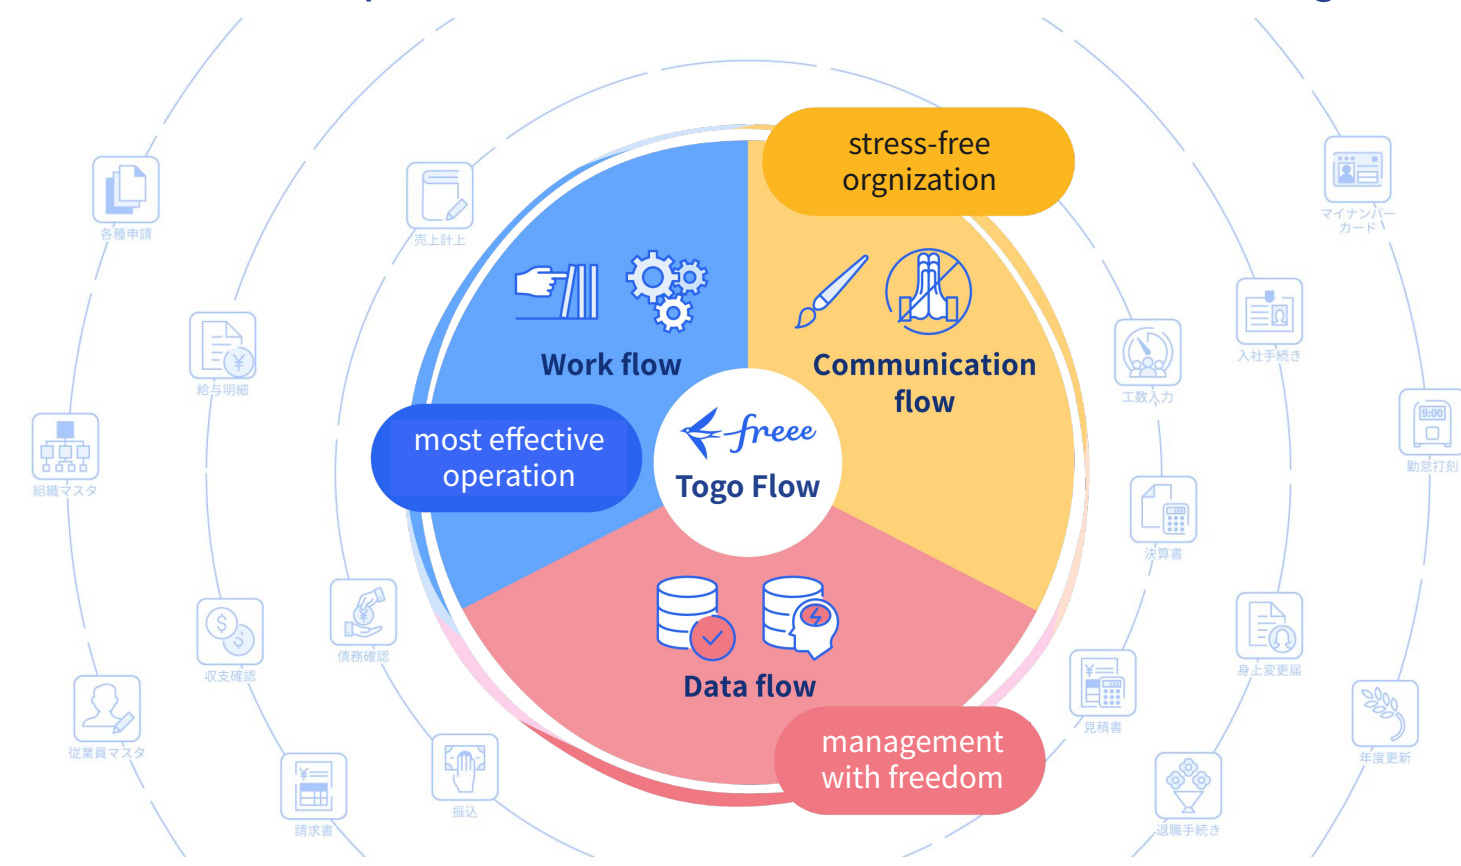 stress-free
orgnization
各種申請
売上計上
マイナンバー
カード
Work flow
Communication
flow
給与明細
工数入力
入社手続き
9:00
勤怠打刻
most effective
operation
freee
Togo Flow
組織マスタ
決算書
債務確認
収支確認
身上変更届
Data flow
management
with freedom
見積書
従業員マスタ
年度更新
振込
請求書
退職手続き